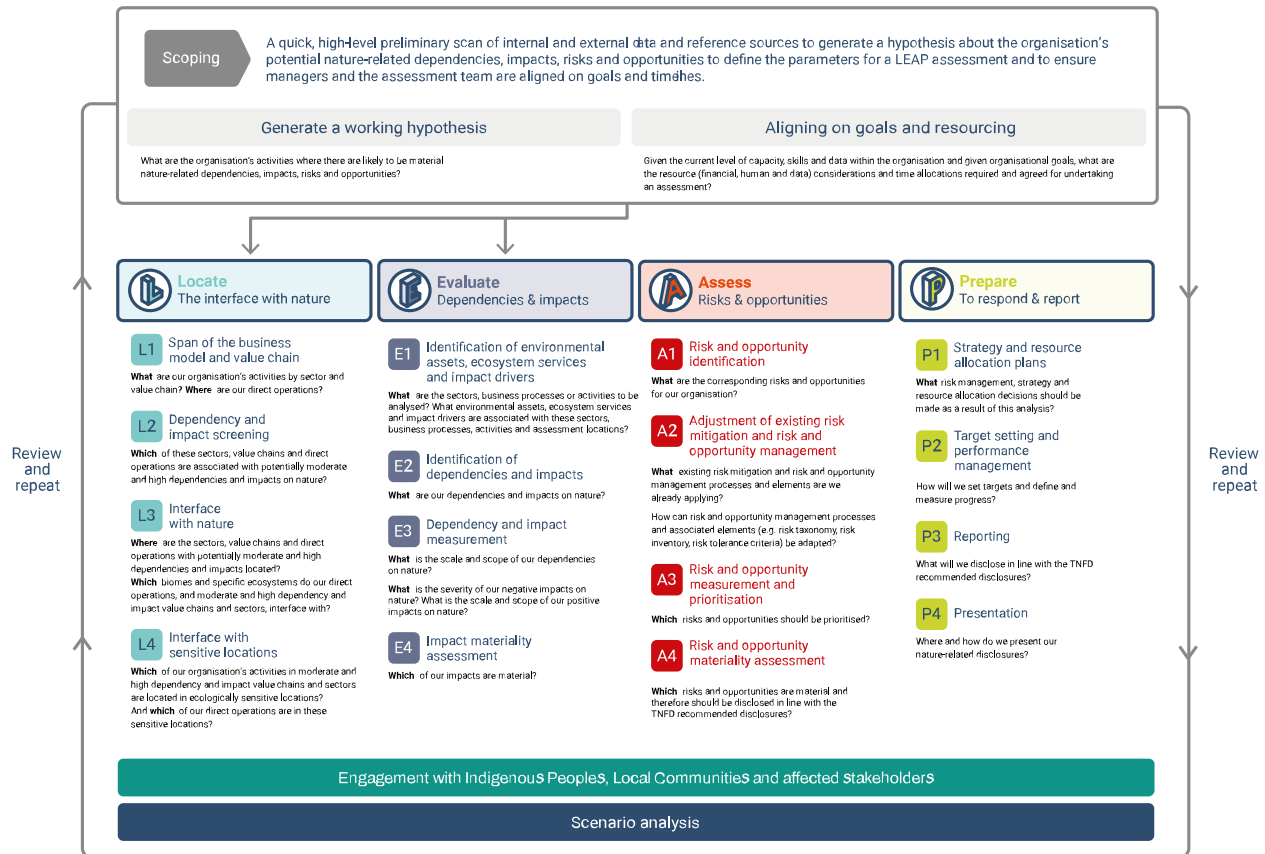 Scoping
A quick, high-level preliminary scan of internal and external data and reference sources to generate a hypothesis about the organisation's
potential nature-related dependencies, impacts, risks and opportunities to define the parameters for a LEAP assessment and to ensure
managers and the assessment team are aligned on goals and timelines.
Generate a working hypothesis
What are the organisation's activities where there are likely to be material
nature-related dependencies, impacts, risks and opportunities?
Aligning on goals and resourcing
Given the current level of capacity, skills and data within the organisation and given organisational goals, what are
the resource (financial, human and data) considerations and time allocations required and agreed for undertaking
an assessment?
Review
and
repeat
Locate
The interface with nature
L1
Span of the business
model and value chain
What are our organisation's activities by sector and
value chain? Where are our direct operations?
L2
Dependency and
impact screening
Which of these sectors, value chains and direct
operations are associated with potentially moderate
and high dependencies and impacts on nature?
L3
Interface
with nature
Where are the sectors, value chains and direct
operations with potentially moderate and high
dependencies and impacts located?
Which biomes and specific ecosystems do our direct
operations, and moderate and high dependency and
impact value chains and sectors, interface with?
L4
Interface with
sensitive locations
Which of our organisation's activities in moderate and
high dependency and impact value chains and sectors
are located in ecologically sensitive locations?
And which of our direct operations are in these
sensitive locations?
Evaluate
Dependencies & impacts
E1
Identification of environmental
assets, ecosystem services
and impact drivers
What are the sectors, business processes or activities to be
analysed? What environmental assets, ecosystem services
and impact drivers are associated with these sectors,
business processes, activities and assessment locations?
E2
Identification of
dependencies and impacts
What are our dependencies and impacts on nature?
E3
Dependency and impact
measurement
What is the scale and scope of our dependencies
on nature?
What is the severity of our negative impacts on
nature? What is the scale and scope of our positive
impacts on nature?
E4
Impact materiality
assessment
Which of our impacts are material?
Assess
Risks & opportunities
A1
Risk and opportunity
identification
What are the corresponding risks and opportunities
for our organisation?
A2
Adjustment of existing risk
mitigation and risk and
opportunity management
What existing risk mitigation and risk and opportunity
management processes and elements are we
already applying?
How can risk and opportunity management processes
and associated elements (e.g. risk taxonomy, risk
inventory, risk tolerance criteria) be adapted?
A3
Risk and opportunity
measurement and
prioritisation
Which risks and opportunities should be prioritised?
A4
Risk and opportunity
materiality assessment
Which risks and opportunities are material and
therefore should be disclosed in line with the
TNFD recommended disclosures?
Prepare
To respond & report
P1
Strategy and resource
allocation plans
What risk management, strategy and
resource allocation decisions should be
made as a result of this analysis?
P2
Target setting and
performance
management
How will we set targets and define and
measure progress?
P3
Reporting
What will we disclose in line with the TNFD
recommended disclosures?
P4
Presentation
Where and how do we present our
nature-related disclosures?
Review
and
repeat
Engagement with Indigenous Peoples, Local Communities and affected stakeholders
Scenario analysis